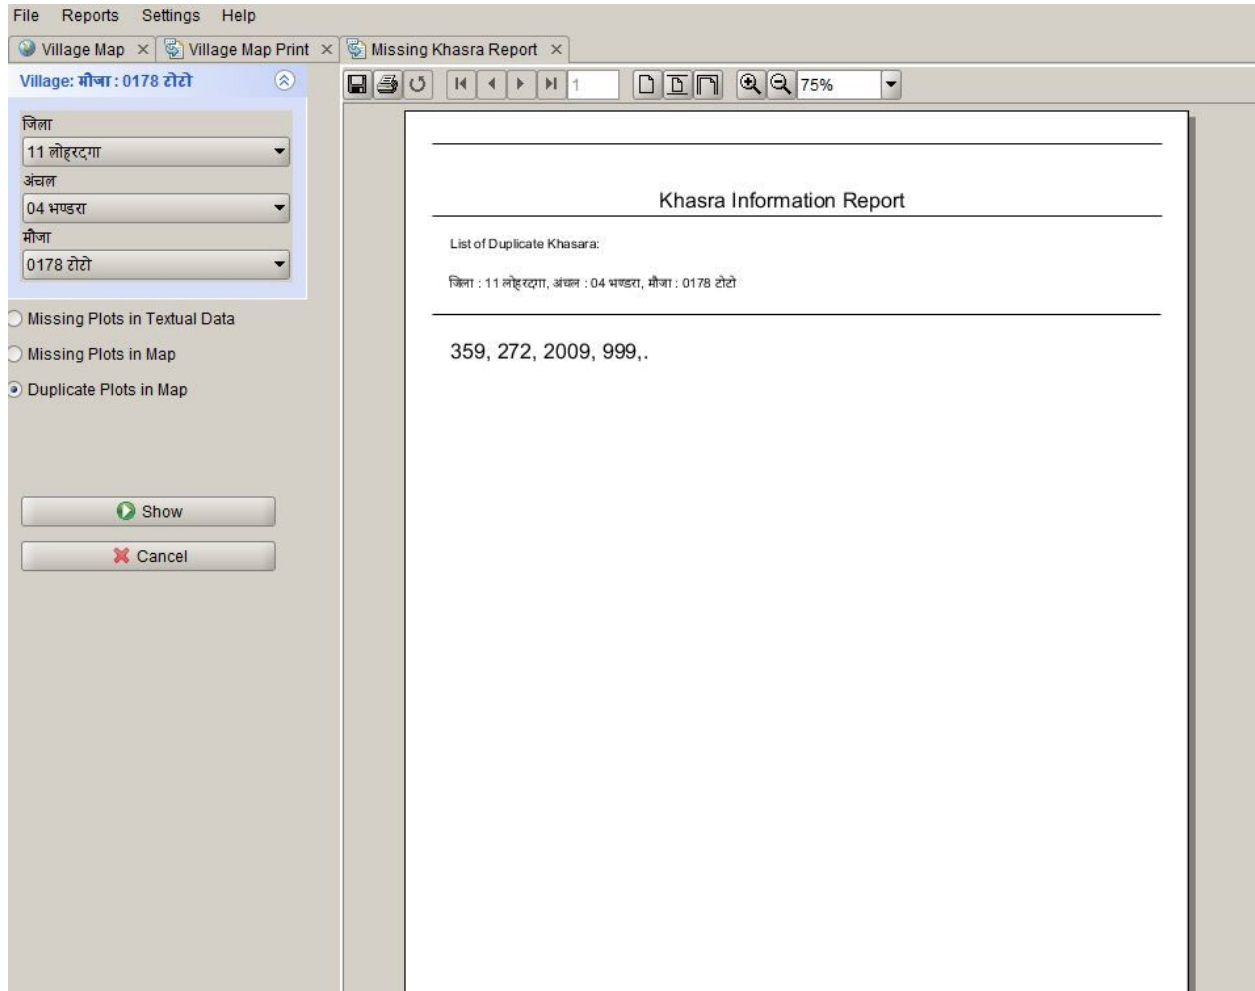 File Reports Settings Help
Village Map Village Map Print Missing Khasra Report
Village: मौजा : 0178 टोटो
1
75%
जिला
11 लोहरदगा
अंचल
04 भण्डरा
मौजा
0178 टोटो
Missing Plots in Textual Data
Missing Plots in Map
Duplicate Plots in Map
Show
Cancel
Khasra Information Report
List of Duplicate Khasara:
जिला : 11 लोहरदगा, अंचल : 04 भण्डरा, मौजा : 0178 टोटो
359, 272, 2009, 999,.